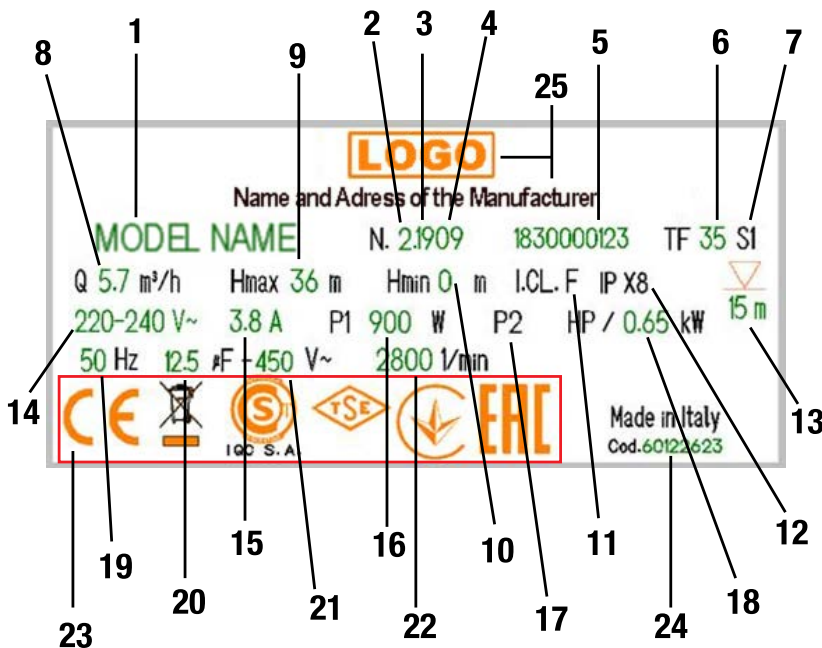 1 2 3 4 5 6 7
8 9 25
LOGO
Name and Adress of the Manufacturer
MODEL NAME N. 2.1909 1830000123 TF 35 S1
Q 5.7 m³/h Hmax 36 m Hmin 0 m I.CL. F IP X8
220-240 V~ 3.8 A P1 900 W P2 HP / 0.65 kW 15 m
50 Hz 12.5 µF - 450 V~ 2800 1/min
CE S TSE EAC
IQC S.A.
Made in Italy
Cod.60122623
14 13
19 20 15 21 16 22 10 17 11 18 12
23 24